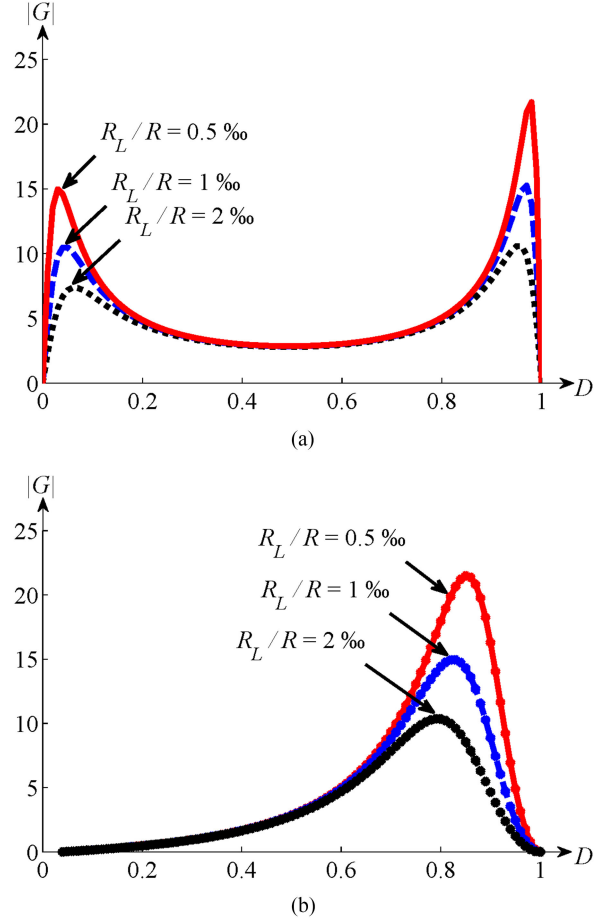 |G|
25
20
15
10
5
0
R_L / R = 0.5 ‰
R_L / R = 1 ‰
R_L / R = 2 ‰
0 0.2 0.4 0.6 0.8 1 D
(a)
|G|
25
20
15
10
5
0
R_L / R = 0.5 ‰
R_L / R = 1 ‰
R_L / R = 2 ‰
0 0.2 0.4 0.6 0.8 1 D
(b)